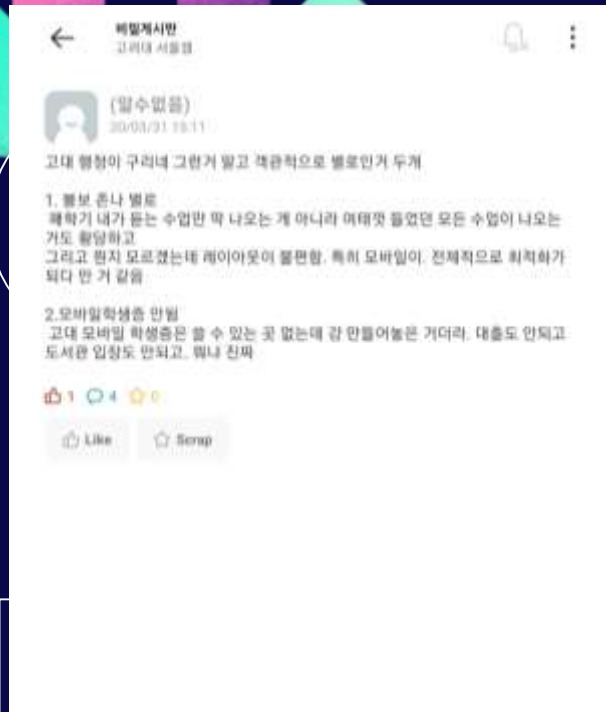 비밀게시판
고려대 서울캠
(알수없음)
20/03/31 19:11
고대 행정이 구리네 그런거 말고 객관적으로 별로인거 두개
1. 블보 존나 별로
매학기 내가 듣는 수업만 딱 나오는 게 아니라 여태껏 들었던 모든 수업이 나오는
거도 황당하고
그리고 뭔지 모르겠는데 레이아웃이 불편함. 특히 모바일이. 전체적으로 최적화가
되다 만 거 같음
2.모바일학생증 안됨
고대 모바일 학생증은 쓸 수 있는 곳 없는데 걍 만들어놓은 거더라. 대출도 안되고
도서관 입장도 안되고. 뭐냐 진짜
1 4 0
Like Scrap